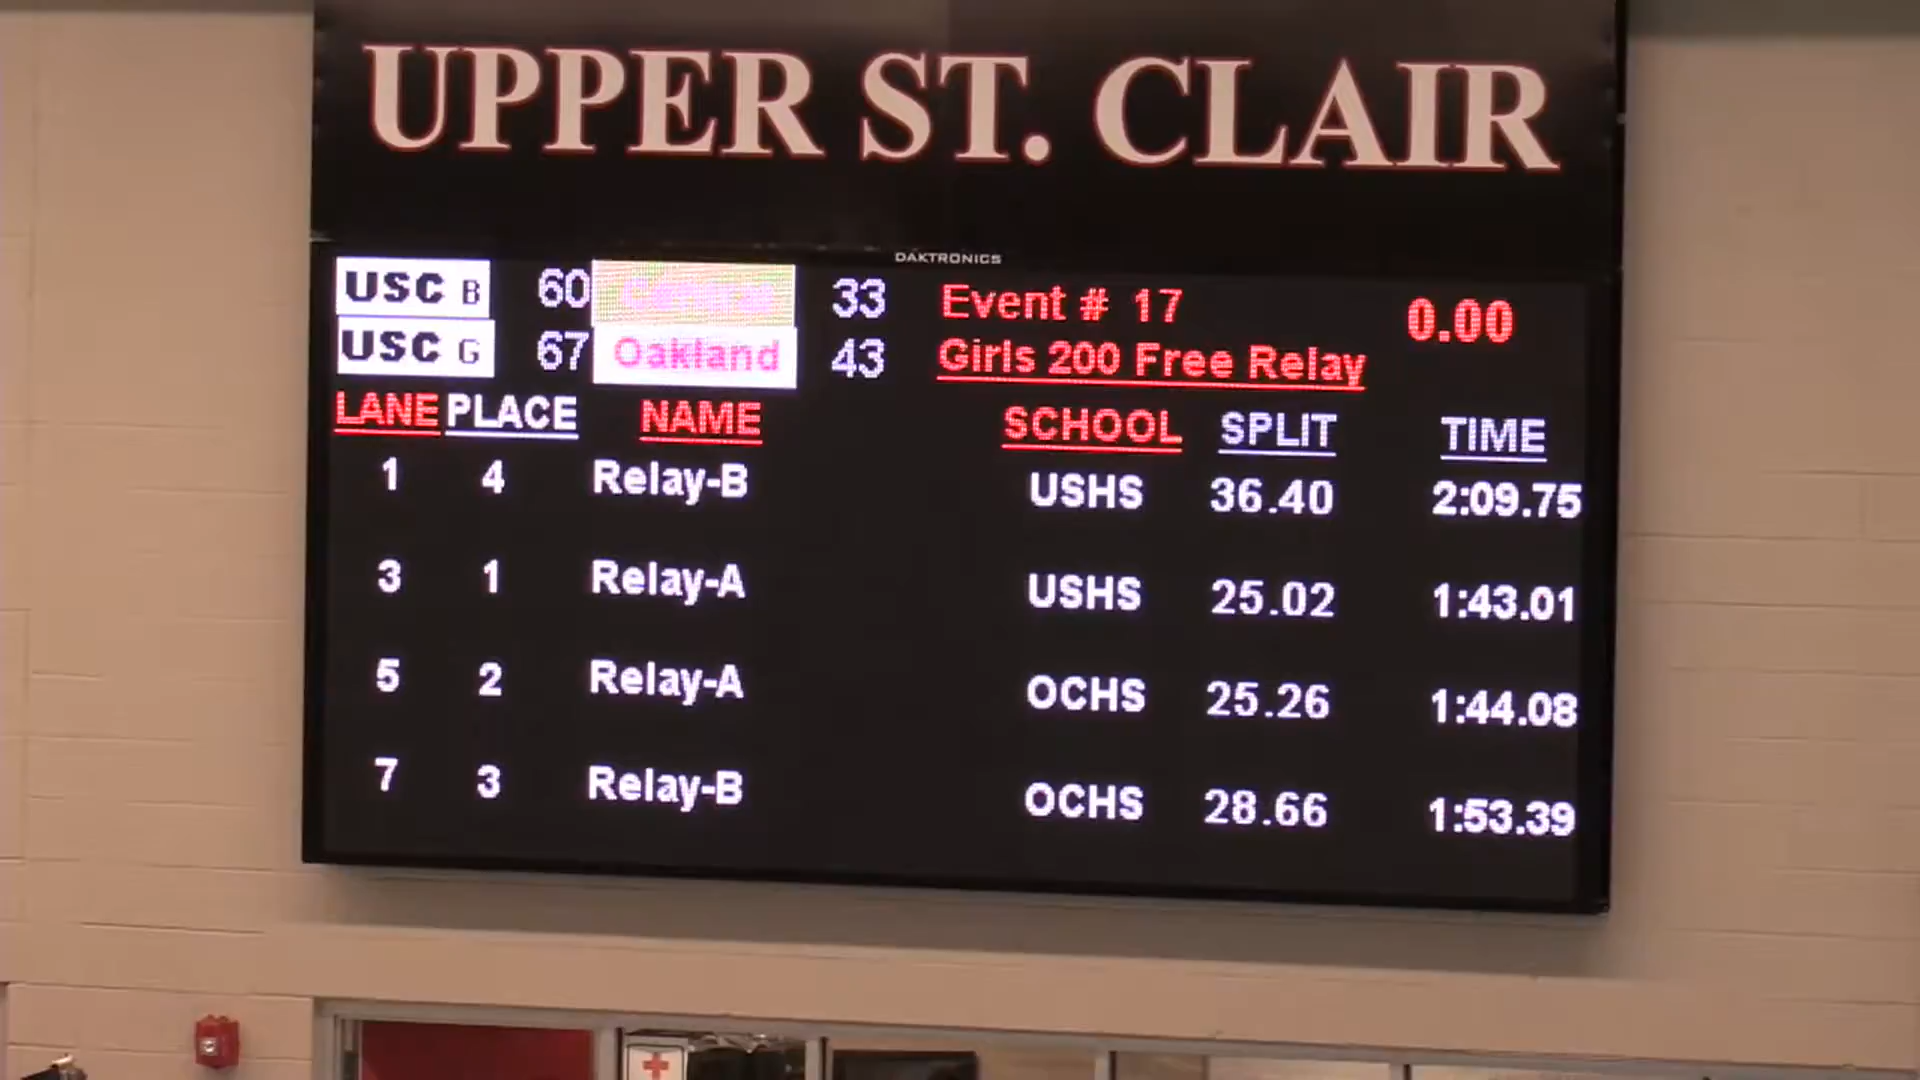 UPPER ST. CLAIR
DAKTRONICS
USC B 60 33 Event # 17 0.00
USC G 67 Oakland 43 Girls 200 Free Relay
LANE PLACE NAME SCHOOL SPLIT TIME
1 4 Relay-B USHS 36.40 2:09.75
3 1 Relay-A USHS 25.02 1:43.01
5 2 Relay-A OCHS 25.26 1:44.08
7 3 Relay-B OCHS 28.66 1:53.39